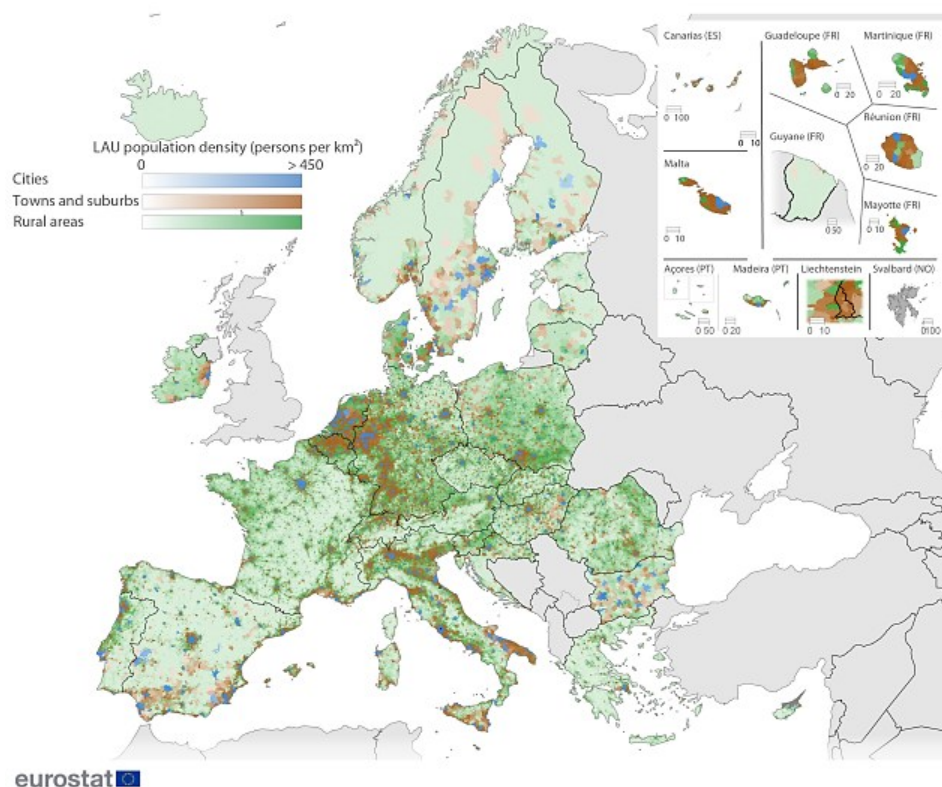 LAU population density (persons per km²)
0 > 450
Cities
Towns and suburbs
Rural areas
Canarias (ES)
0 100
0 10
Guadeloupe (FR)
0 20
Martinique (FR)
0 20
Malta
0 10
Guyane (FR)
0 50
Réunion (FR)
0 20
Mayotte (FR)
0 10
Açores (PT)
0 50
Madeira (PT)
0 20
Liechtenstein
0 10
Svalbard (NO)
0 100
eurostat